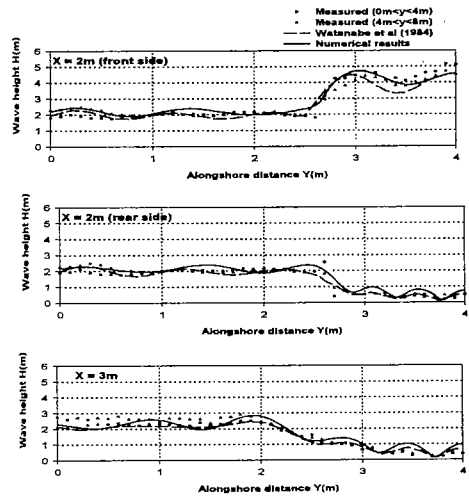 Measured (0m<y<4m)
Measured (4m<y<8m)
Watanabe et al (1984)
Numerical results
X = 2m (front side)
Wave height H(m)
6
5
4
3
2
1
0
0 1 2 3 4
Alongshore distance Y(m)
X = 2m (rear side)
Wave height H(m)
6
5
4
3
2
1
0
0 1 2 3 4
Alongshore distance Y(m)
X = 3m
Wave height H(m)
6
5
4
3
2
1
0
0 1 2 3 4
Alongshore distance Y(m)